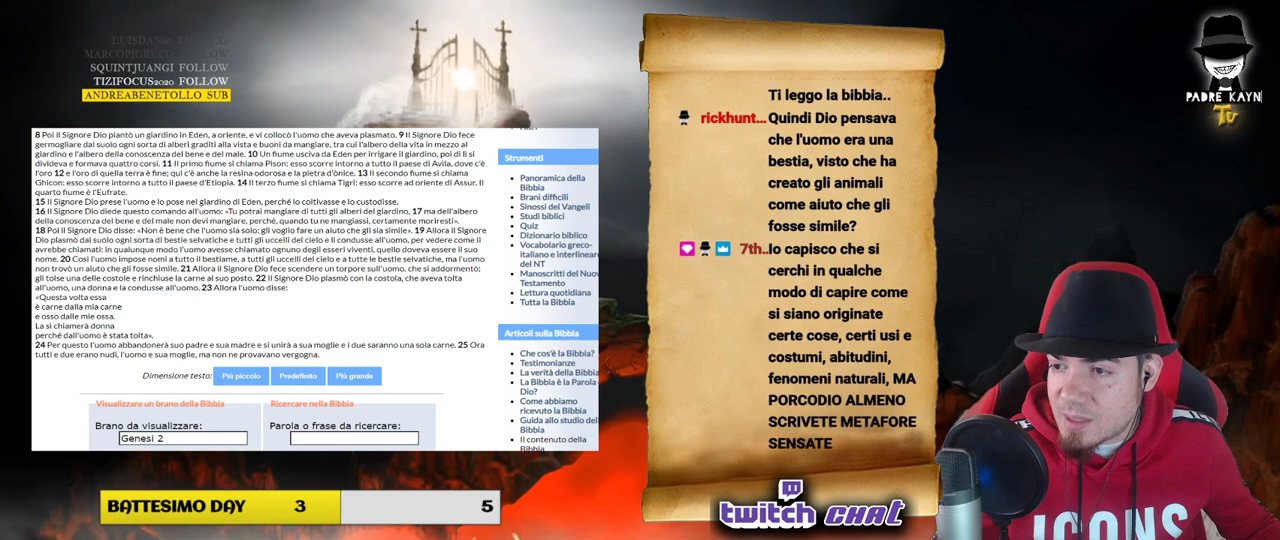 MARCOPIGRECO FOLLOW
SQUINTJUANGI FOLLOW
TIZIFOCUS2020 FOLLOW
ANDREABENETOLLO SUB
8 Poi il Signore Dio piantò un giardino in Eden, a oriente, e vi collocò l'uomo che aveva plasmato. 9 Il Signore Dio fece
germogliare dal suolo ogni sorta di alberi graditi alla vista e buoni da mangiare, tra cui l'albero della vita in mezzo al
giardino e l'albero della conoscenza del bene e del male. 10 Un fiume usciva da Eden per irrigare il giardino, poi di lì si
divideva e formava quattro corsi. 11 Il primo fiume si chiama Pison: esso scorre intorno a tutto il paese di Avìla, dove c'è
l'oro 12 e l'oro di quella terra è fine; qui c'è anche la resina odorosa e la pietra d'ònice. 13 Il secondo fiume si chiama
Ghicon: esso scorre intorno a tutto il paese d'Etiopia. 14 Il terzo fiume si chiama Tigri: esso scorre ad oriente di Assur. Il
quarto fiume è l'Eufrate.
15 Il Signore Dio prese l'uomo e lo pose nel giardino di Eden, perché lo coltivasse e lo custodisse.
16 Il Signore Dio diede questo comando all'uomo: «Tu potrai mangiare di tutti gli alberi del giardino, 17 ma dell'albero
della conoscenza del bene e del male non devi mangiare, perché, quando tu ne mangiassi, certamente moriresti».
18 Poi il Signore Dio disse: «Non è bene che l'uomo sia solo: gli voglio fare un aiuto che gli sia simile». 19 Allora il Signore
Dio plasmò dal suolo ogni sorta di bestie selvatiche e tutti gli uccelli del cielo e li condusse all'uomo, per vedere come li
avrebbe chiamati: in qualunque modo l'uomo avesse chiamato ognuno degli esseri viventi, quello doveva essere il suo
nome. 20 Così l'uomo impose nomi a tutto il bestiame, a tutti gli uccelli del cielo e a tutte le bestie selvatiche, ma l'uomo
non trovò un aiuto che gli fosse simile. 21 Allora il Signore Dio fece scendere un torpore sull'uomo, che si addormentò;
gli tolse una delle costole e rinchiuse la carne al suo posto. 22 Il Signore Dio plasmò con la costola, che aveva tolta
all'uomo, una donna e la condusse all'uomo. 23 Allora l'uomo disse:
«Questa volta essa
è carne dalla mia carne
e osso dalle mie ossa.
La si chiamerà donna
perché dall'uomo è stata tolta».
24 Per questo l'uomo abbandonerà suo padre e sua madre e si unirà a sua moglie e i due saranno una sola carne. 25 Ora
tutti e due erano nudi, l'uomo e sua moglie, ma non ne provavano vergogna.
Dimensione testo: Più piccolo Predefinito Più grande
Visualizzare un brano della Bibbia Ricercare nella Bibbia
Brano da visualizzare: Parola o frase da ricercare:
Genesi 2
Strumenti
Panoramica della
Bibbia
Brani difficili
Sinossi dei Vangeli
Studi biblici
Quiz
Dizionario biblico
Vocabolario greco-
italiano e interlineare
del NT
Manoscritti del Nuov
Testamento
Lettura quotidiana
Tutta la Bibbia
Articoli sulla Bibbia
Che cos'è la Bibbia?
Testimonianze
La verità della Bibbia
La Bibbia è la Parola
Dio?
Come abbiamo
ricevuto la Bibbia
Guida allo studio del
Bibbia
Il contenuto della
Bibbia
BATTESIMO DAY 3 5
Ti leggo la bibbia..
rickhunt... Quindi Dio pensava
che l'uomo era una
bestia, visto che ha
creato gli animali
come aiuto che gli
fosse simile?
7th.. Io capisco che si
cerchi in qualche
modo di capire come
si siano originate
certe cose, certi usi e
costumi, abitudini,
fenomeni naturali, MA
PORCODIO ALMENO
SCRIVETE METAFORE
SENSATE
twitch CHAT
PADRE KAYN
Tv
ICONS